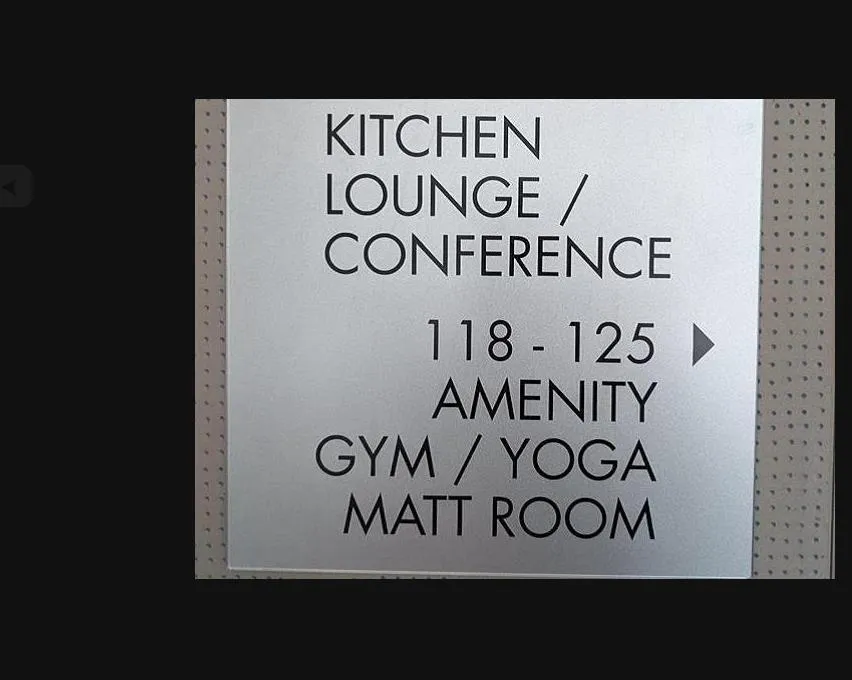 KITCHEN
LOUNGE /
CONFERENCE
118 - 125
AMENITY
GYM / YOGA
MATT ROOM